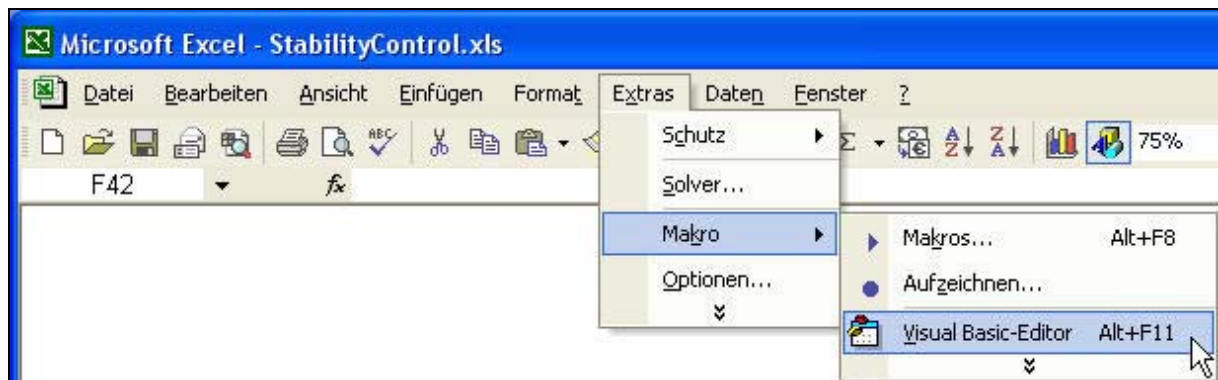 Microsoft Excel - StabilityControl.xls
Datei Bearbeiten Ansicht Einfügen Format Extras Daten Fenster ?
ABC Σ € A Z Z A 75%
F42 fx
Schutz
Solver...
Makro
Optionen...
Makros... Alt+F8
Aufzeichnen...
Visual Basic-Editor Alt+F11